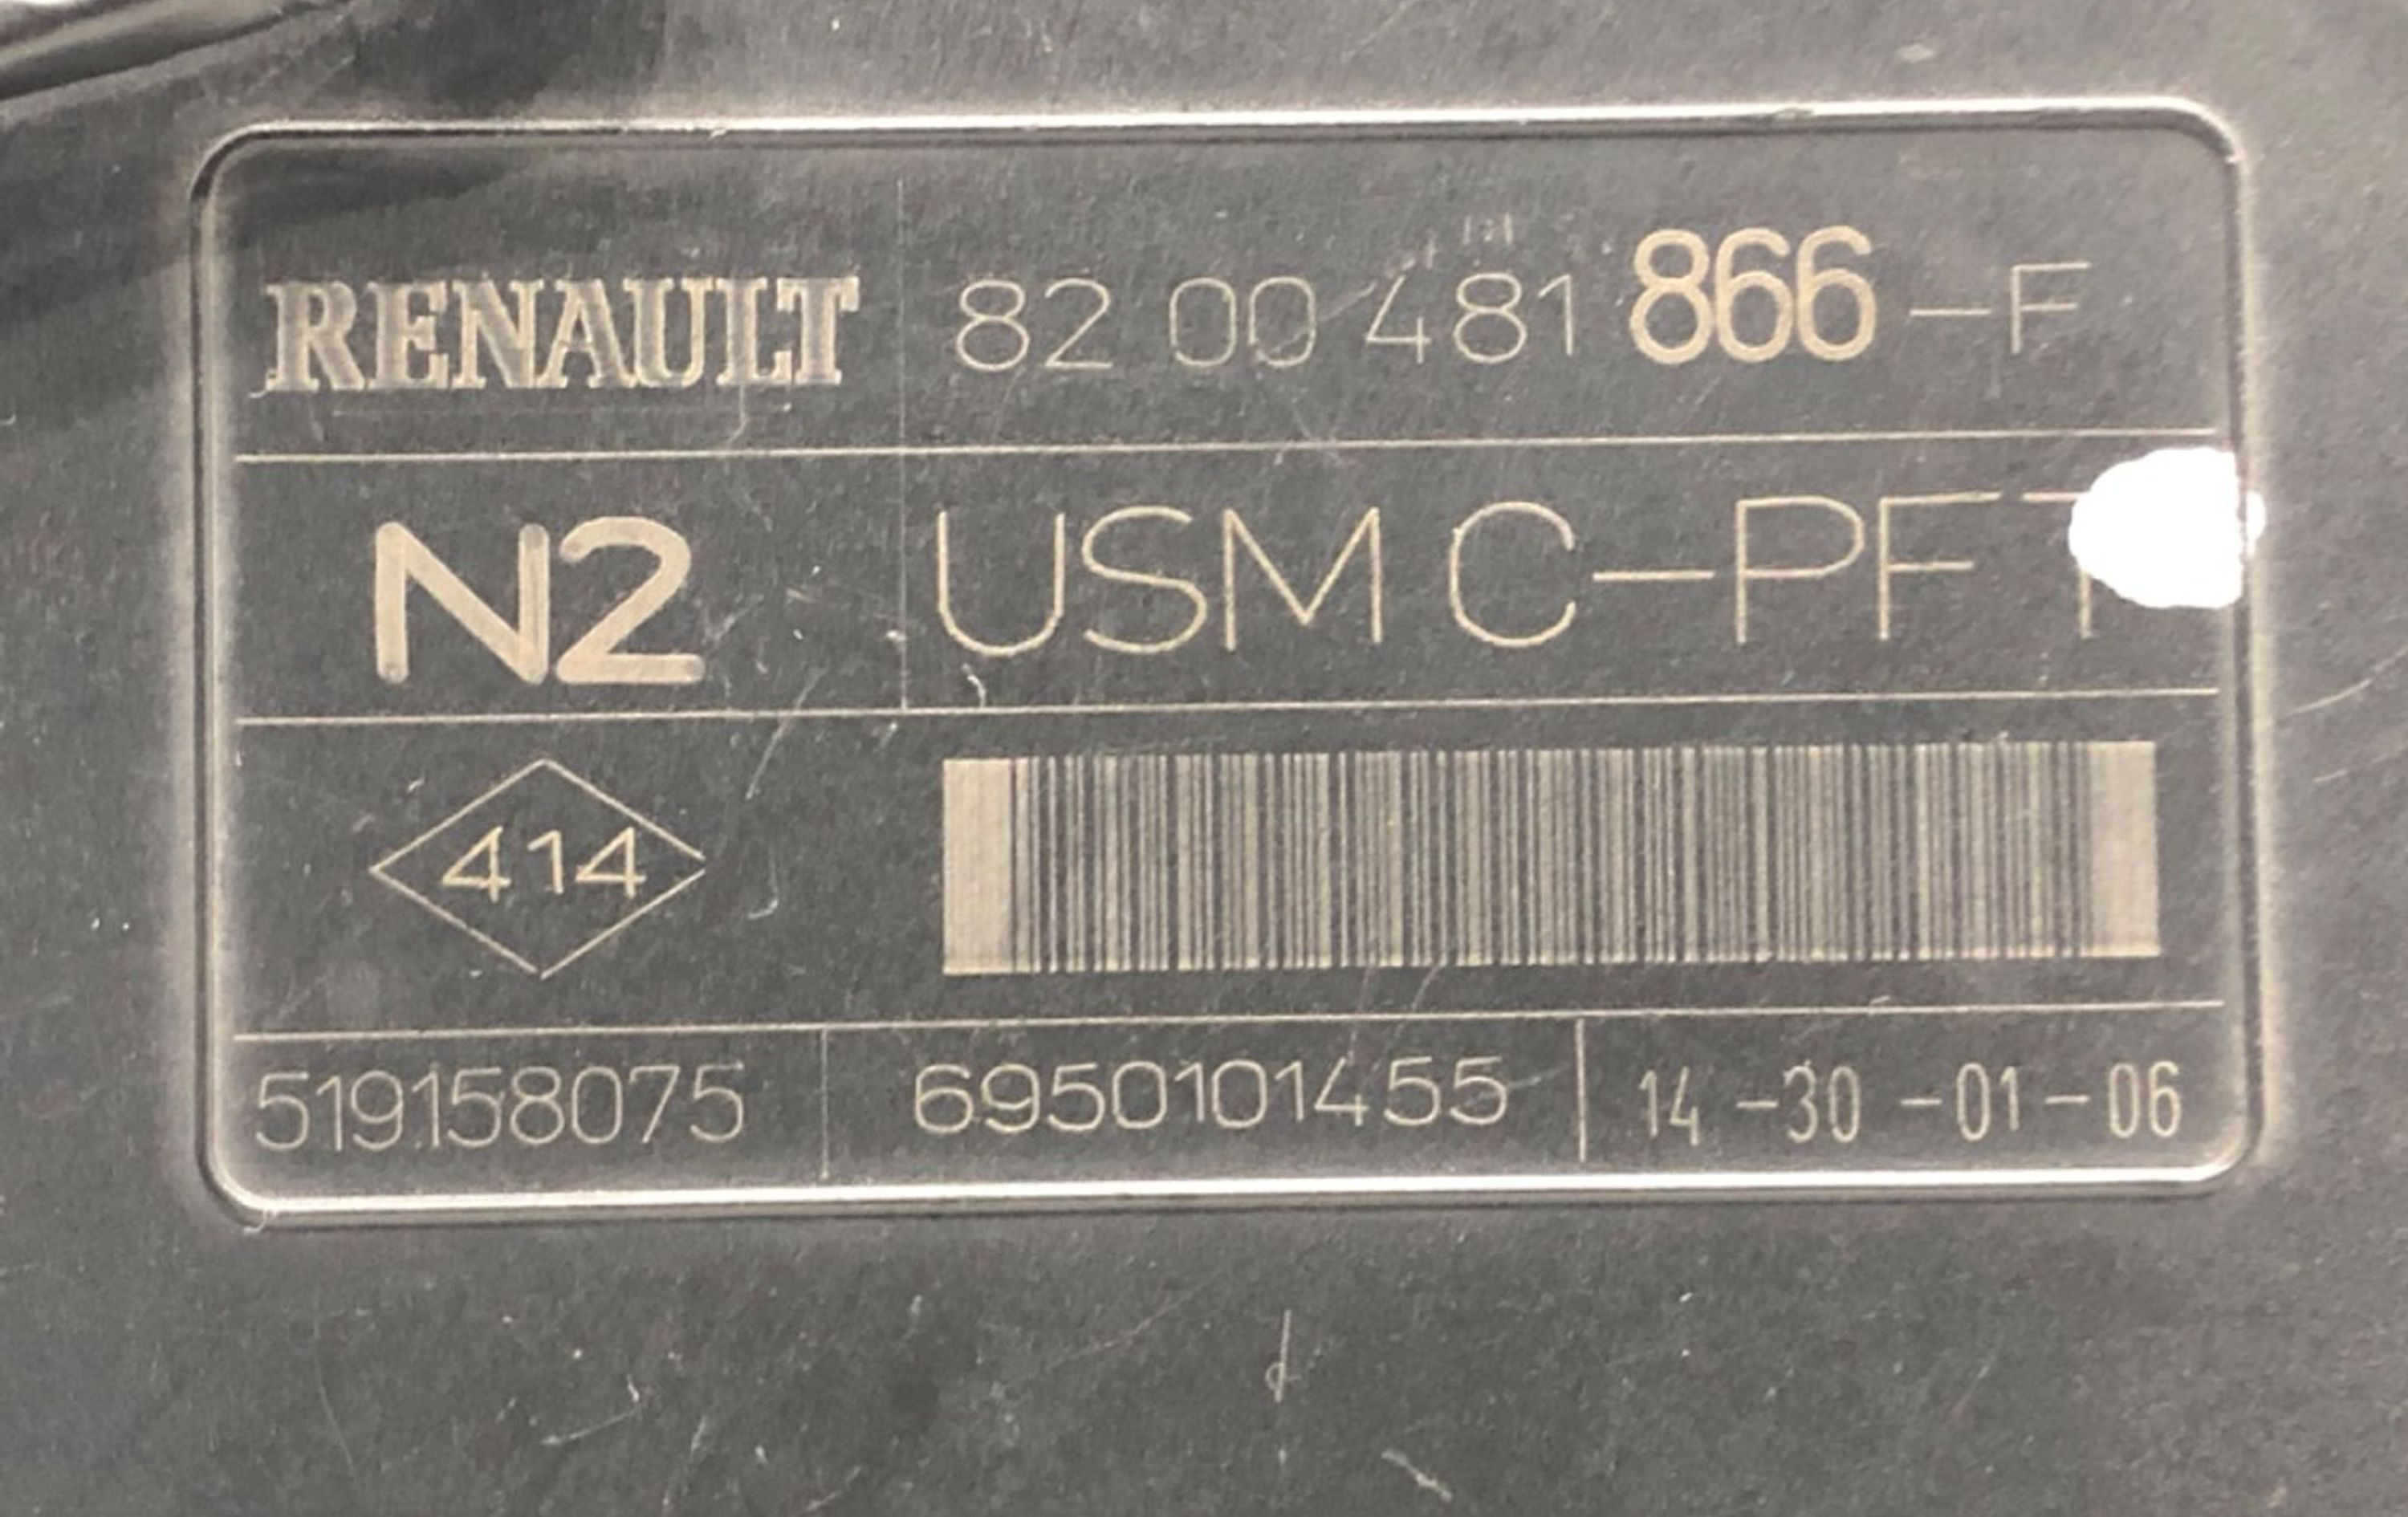 RENAULT 82 00 481 866 -F
N2 USM C-PF
414
519158075 6950101455 14-30-01-06